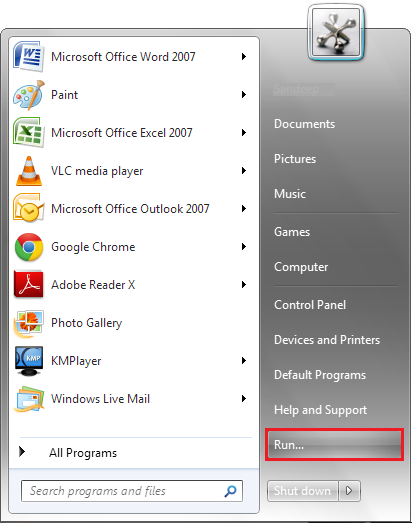 Microsoft Office Word 2007
Paint
Microsoft Office Excel 2007
VLC media player
Microsoft Office Outlook 2007
Google Chrome
Adobe Reader X
Photo Gallery
KMP
KMPlayer
Windows Live Mail
All Programs
Search programs and files
Documents
Pictures
Music
Games
Computer
Control Panel
Devices and Printers
Default Programs
Help and Support
Run...
Shut down